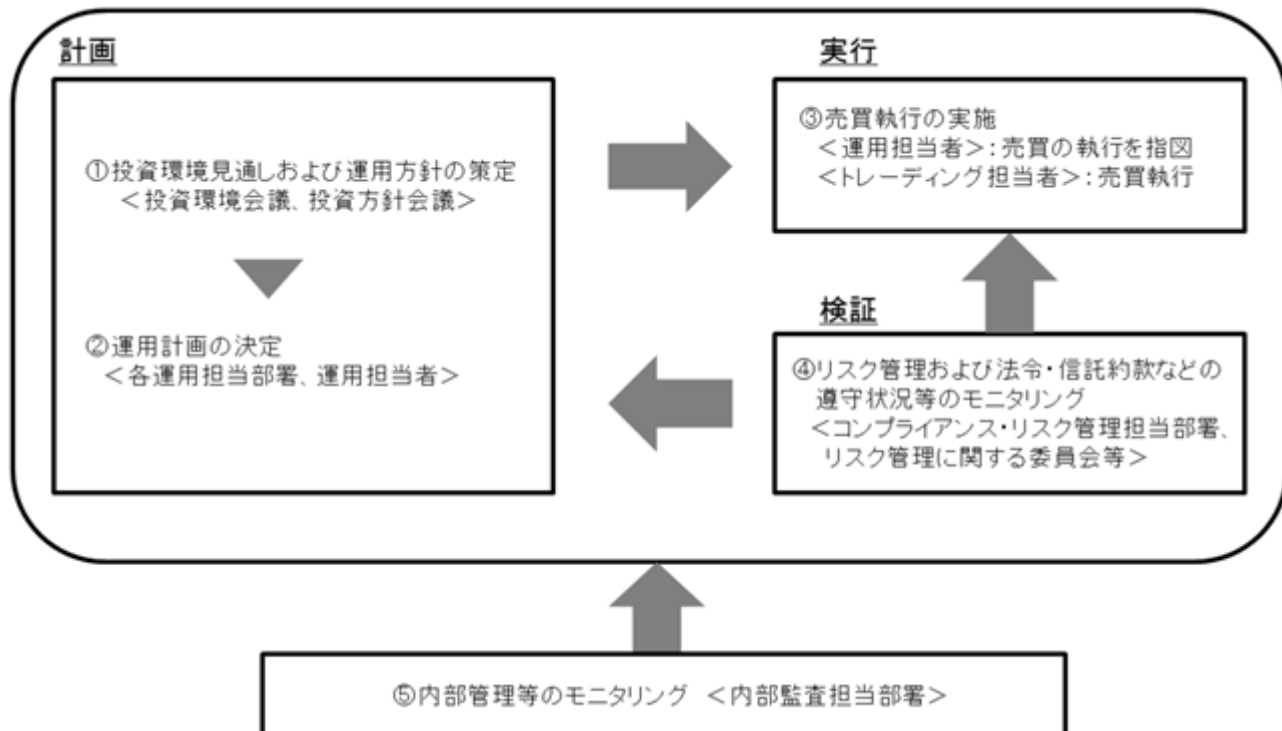 計画
①投資環境見通しおよび運用方針の策定
＜投資環境会議、投資方針会議＞
②運用計画の決定
＜各運用担当部署、運用担当者＞
実行
③売買執行の実施
＜運用担当者＞：売買の執行を指図
＜トレーディング担当者＞：売買執行
検証
④リスク管理および法令・信託約款などの
遵守状況等のモニタリング
＜コンプライアンス・リスク管理担当部署、
リスク管理に関する委員会等＞
⑤内部管理等のモニタリング ＜内部監査担当部署＞